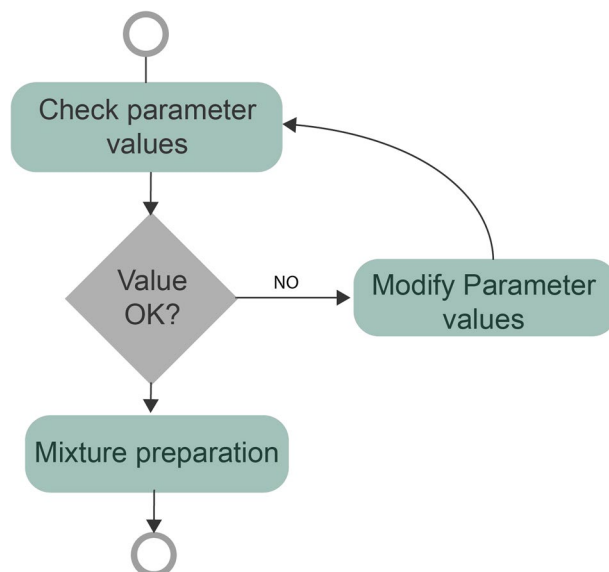 Check parameter
values
Value
OK?
NO
Modify Parameter
values
Mixture preparation